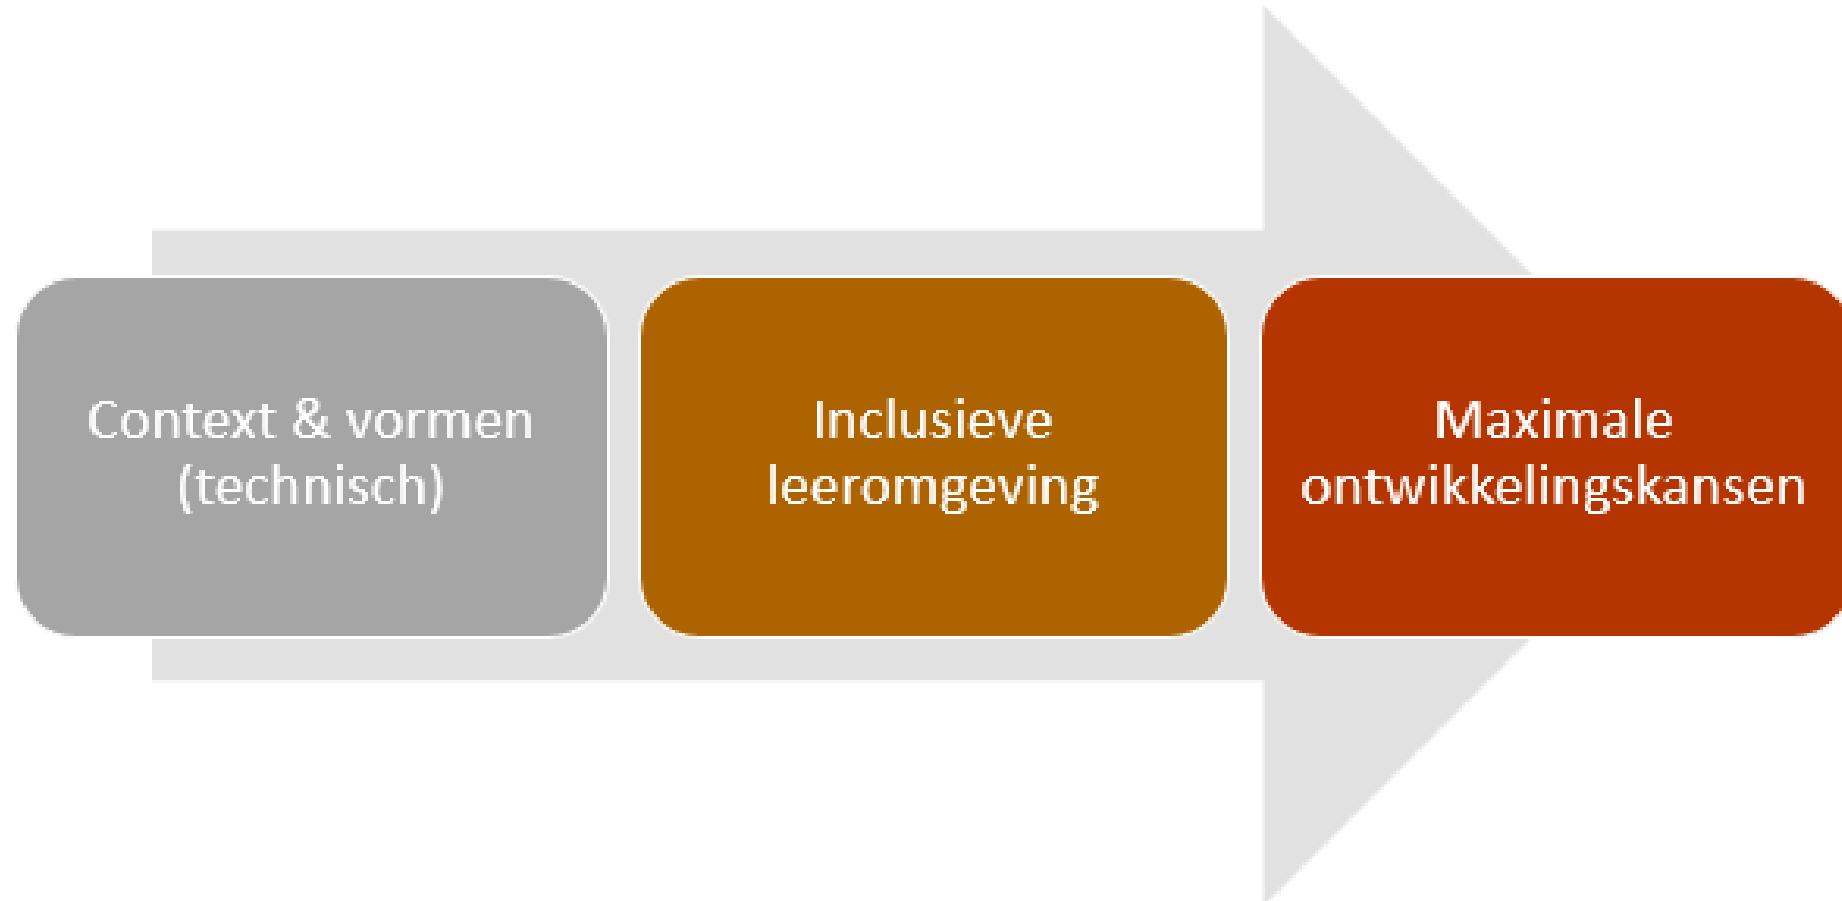 Context & vormen
(technisch)
Inclusieve
leeromgeving
Maximale
ontwikkelingskansen